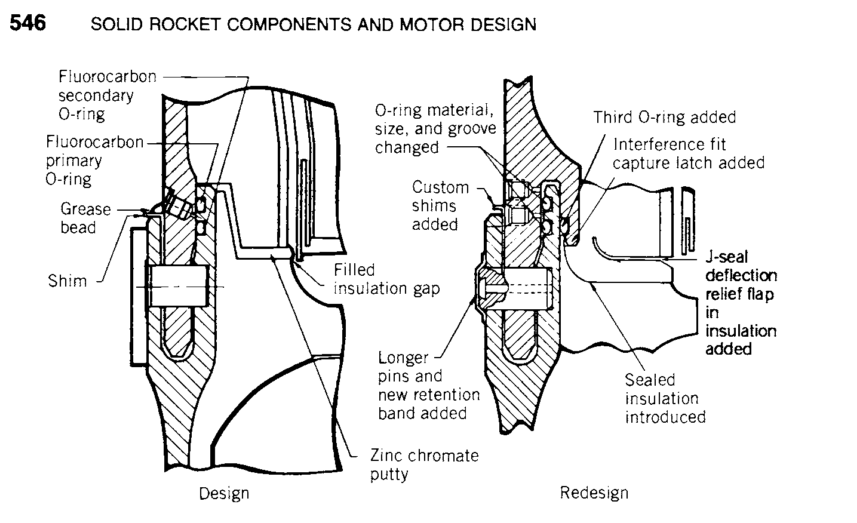 546 SOLID ROCKET COMPONENTS AND MOTOR DESIGN
Fluorocarbon
secondary
O-ring
Fluorocarbon
primary
O-ring
Grease
bead
Shim
Filled
insulation gap
Zinc chromate
putty
Design
O-ring material,
size, and groove
changed
Custom
shims
added
Longer
pins and
new retention
band added
Third O-ring added
Interference fit
capture latch added
J-seal
deflection
relief flap
in
insulation
added
Sealed
insulation
introduced
Redesign